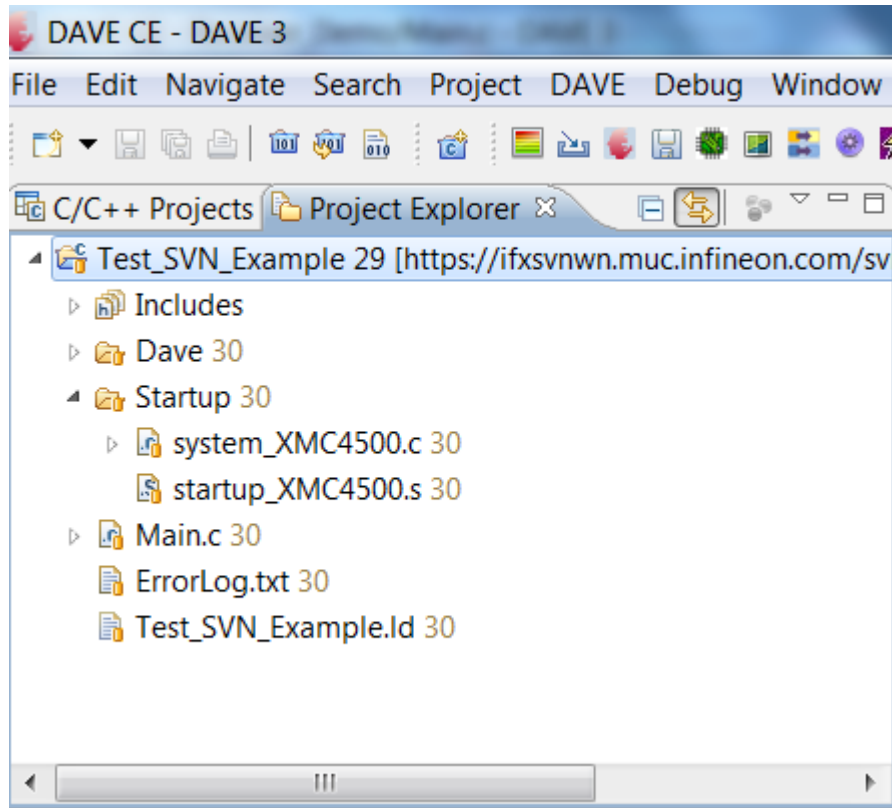 DAVE CE - DAVE 3
File Edit Navigate Search Project DAVE Debug Window
C/C++ Projects Project Explorer
Test_SVN_Example 29 [https://ifxsvnwn.muc.infineon.com/sv
Includes
Dave 30
Startup 30
system_XMC4500.c 30
startup_XMC4500.s 30
Main.c 30
ErrorLog.txt 30
Test_SVN_Example.ld 30